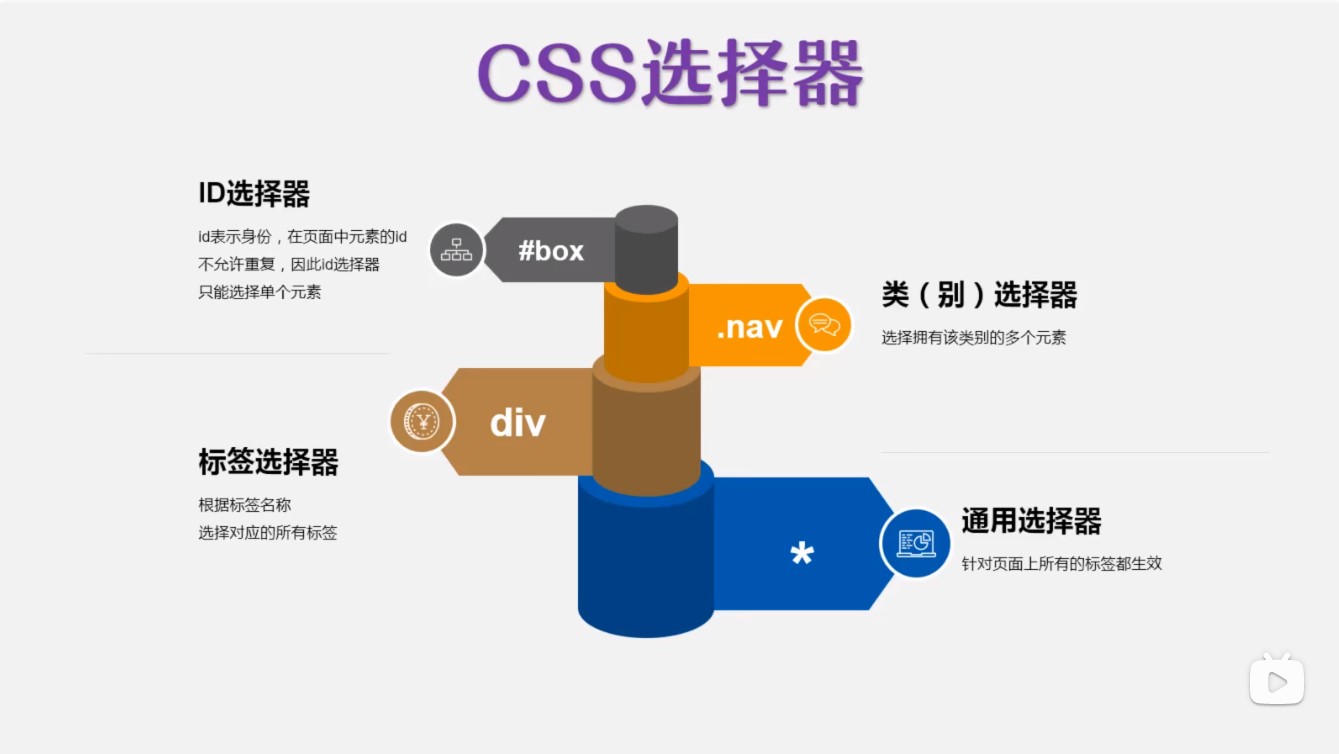 CSS选择器
ID选择器
id表示身份，在页面中元素的id
不允许重复，因此id选择器
只能选择单个元素
#box
类（别）选择器
选择拥有该类别的多个元素
.nav
div
标签选择器
根据标签名称
选择对应的所有标签
*
通用选择器
针对页面上所有的标签都生效